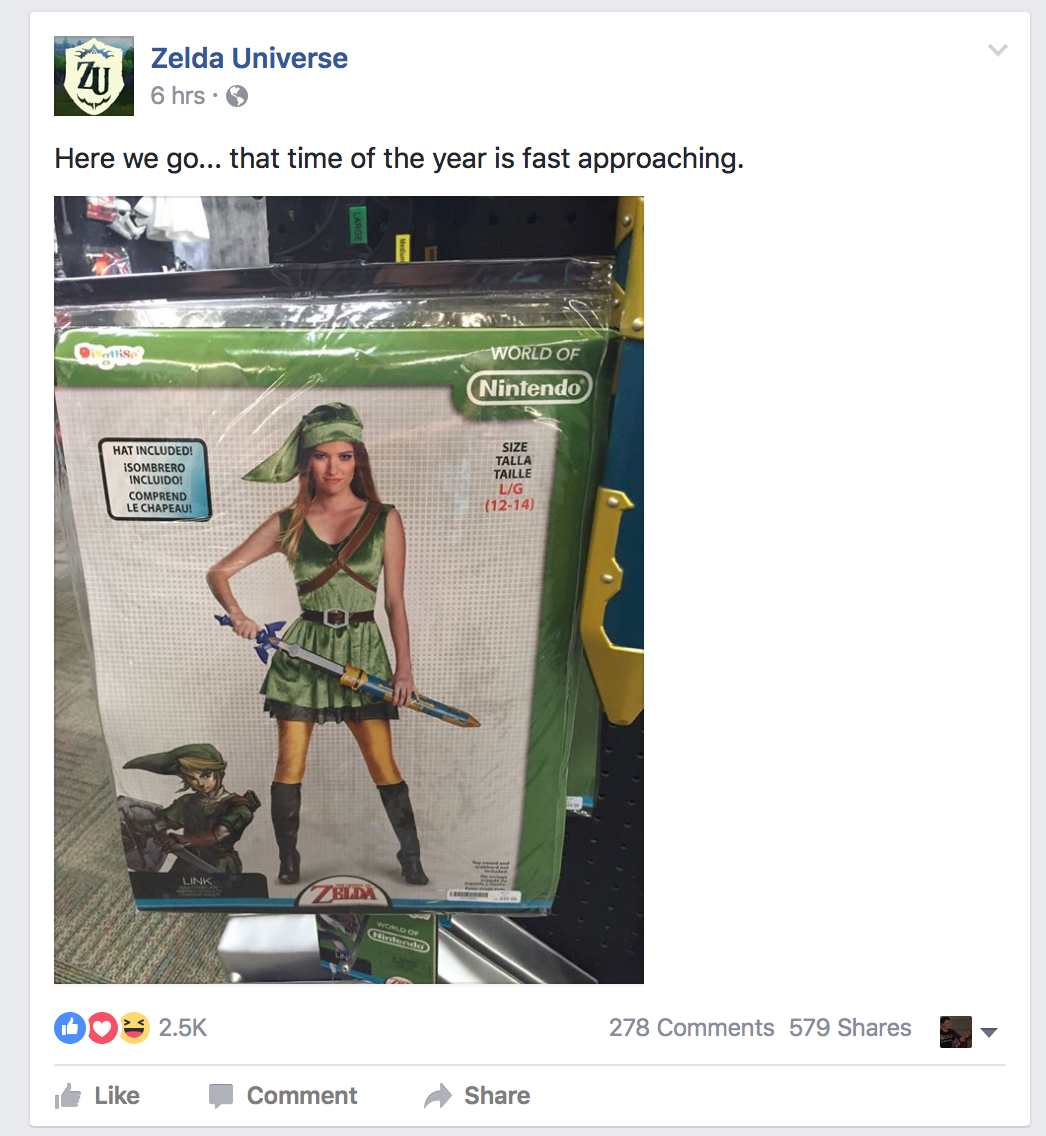 ZU
Zelda Universe
6 hrs ·
Here we go... that time of the year is fast approaching.
LARGE
Medium
Disguise
WORLD OF
Nintendo
HAT INCLUDED!
¡SOMBRERO
INCLUIDO!
COMPREND
LE CHAPEAU!
SIZE
TALLA
TAILLE
L/G
(12-14)
LINK
ZELDA
WORLD OF
Nintendo
2.5K
278 Comments 579 Shares
Like Comment Share